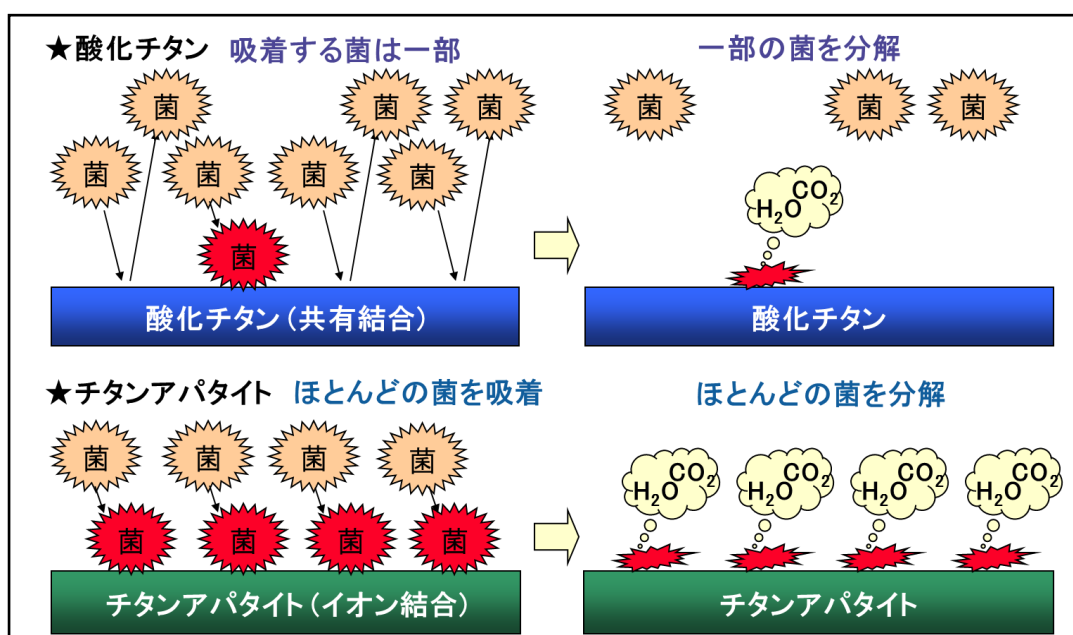 ★酸化チタン 吸着する菌は一部
一部の菌を分解
菌 菌 菌 菌 菌 菌
菌 菌 菌 菌
CO2
H2O
菌
酸化チタン（共有結合）
酸化チタン
★チタンアパタイト ほとんどの菌を吸着
ほとんどの菌を分解
菌 菌 菌 菌
CO2 CO2 CO2 CO2
H2O H2O H2O H2O
菌 菌 菌 菌
チタンアパタイト（イオン結合）
チタンアパタイト